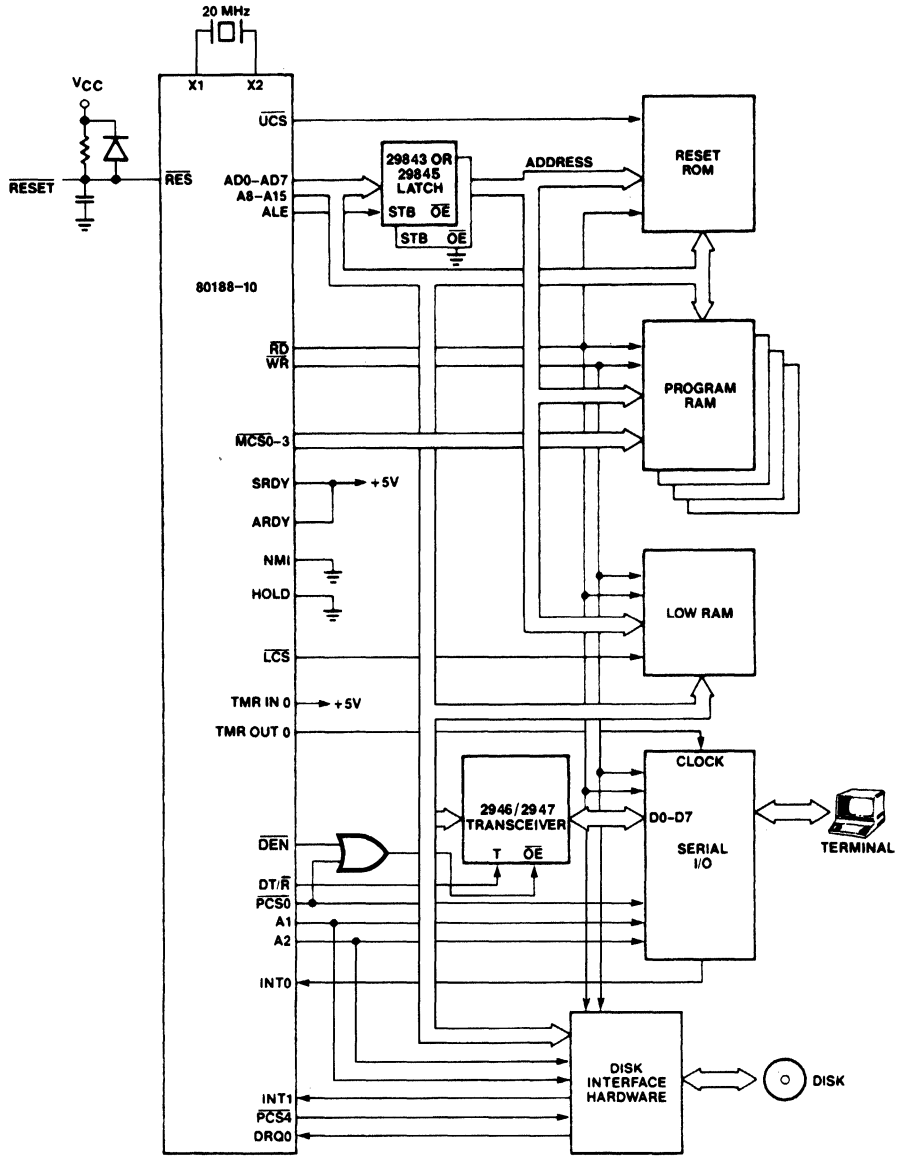 20 MHz
X1
X2
VCC
UCS
RESET
RES
AD0–AD7
A8–A15
ALE
29843 OR
29845
LATCH
STB OE
STB OE
ADDRESS
RESET
ROM
80188-10
RD
WR
PROGRAM
RAM
MCS0–3
SRDY
+5V
ARDY
NMI
HOLD
LOW RAM
LCS
TMR IN 0
+5V
TMR OUT 0
CLOCK
2946/2947
TRANSCEIVER
D0–D7
T OE
SERIAL
I/O
TERMINAL
DEN
DT/R
PCS0
A1
A2
INT0
DISK
INTERFACE
HARDWARE
DISK
INT1
PCS4
DRQ0